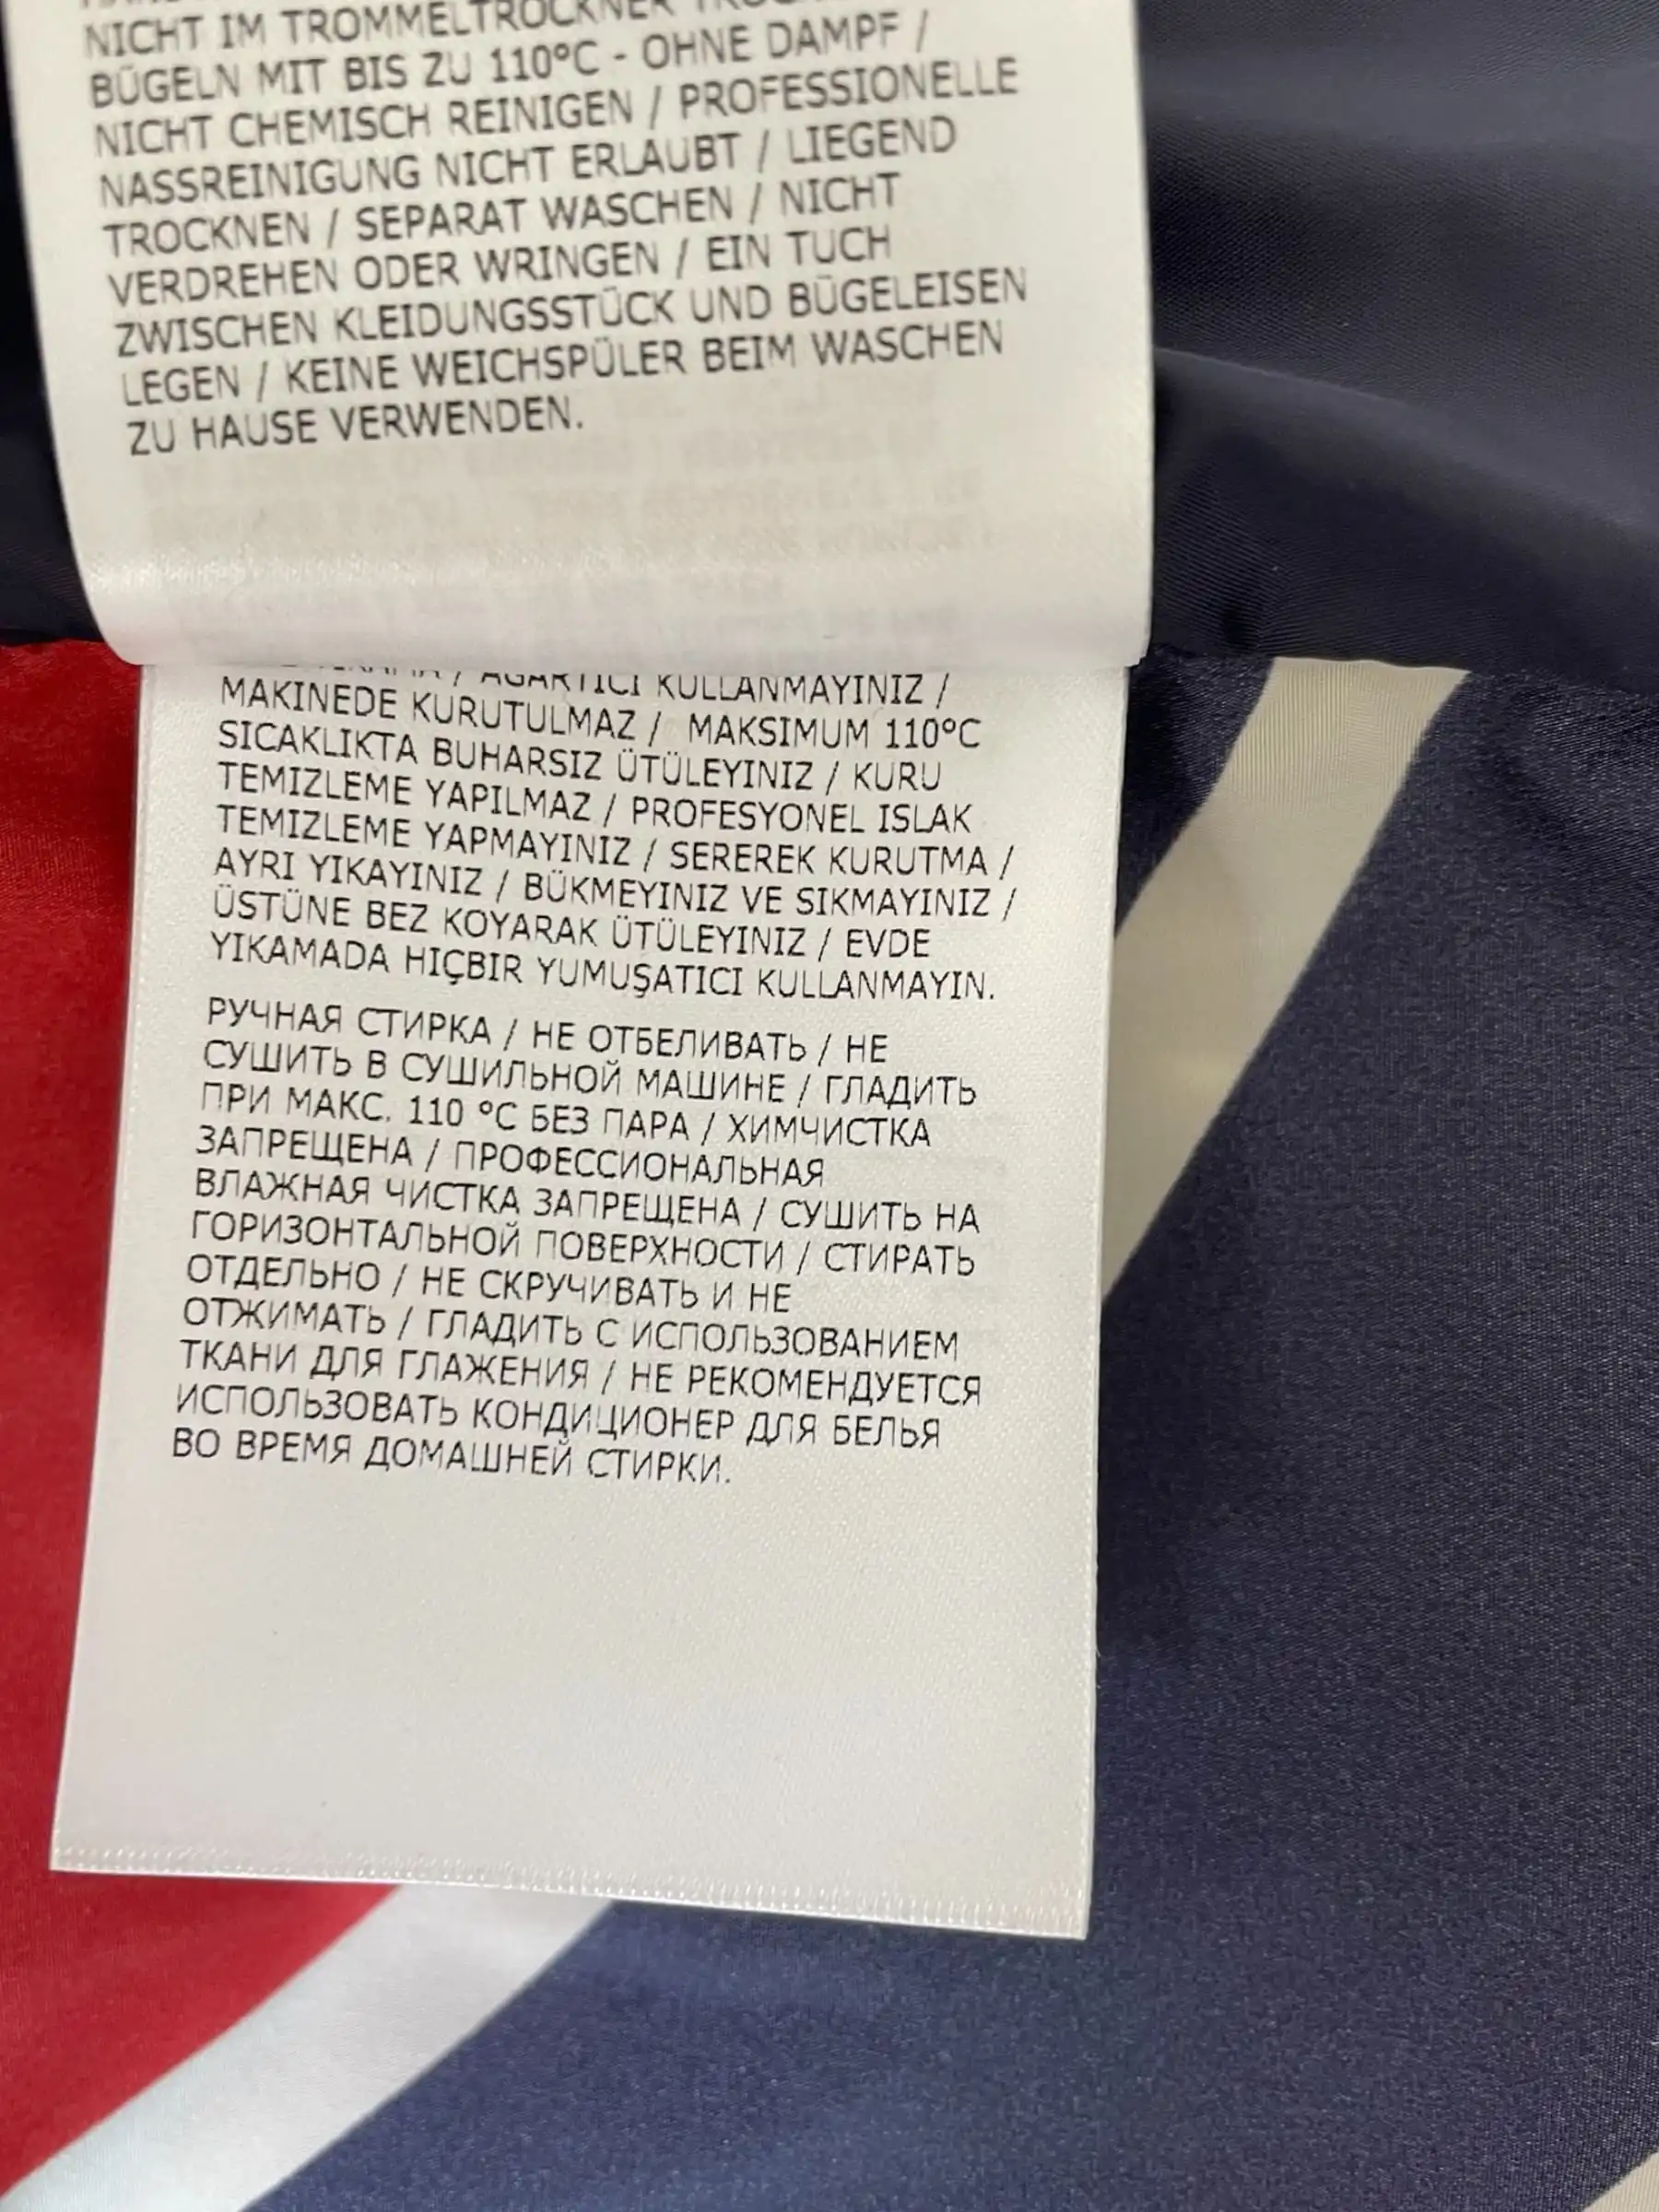 NICHT IM TROMMELTROCKNER
BÜGELN MIT BIS ZU 110°C - OHNE DAMPF /
NICHT CHEMISCH REINIGEN / PROFESSIONELLE
NASSREINIGUNG NICHT ERLAUBT / LIEGEND
TROCKNEN / SEPARAT WASCHEN / NICHT
VERDREHEN ODER WRINGEN / EIN TUCH
ZWISCHEN KLEIDUNGSSTÜCK UND BÜGELEISEN
LEGEN / KEINE WEICHSPÜLER BEIM WASCHEN
ZU HAUSE VERWENDEN.
/ AĞARTICI KULLANMAYINIZ /
MAKINEDE KURUTULMAZ / MAKSIMUM 110°C
SICAKLIKTA BUHARSIZ ÜTÜLEYINIZ / KURU
TEMIZLEME YAPILMAZ / PROFESYONEL ISLAK
TEMIZLEME YAPMAYINIZ / SEREREK KURUTMA /
AYRI YIKAYINIZ / BÜKMEYINIZ VE SIKMAYINIZ /
ÜSTÜNE BEZ KOYARAK ÜTÜLEYINIZ / EVDE
YIKAMADA HIÇBIR YUMUŞATICI KULLANMAYIN.
РУЧНАЯ СТИРКА / НЕ ОТБЕЛИВАТЬ / НЕ
СУШИТЬ В СУШИЛЬНОЙ МАШИНЕ / ГЛАДИТЬ
ПРИ МАКС. 110 °С БЕЗ ПАРА / ХИМЧИСТКА
ЗАПРЕЩЕНА / ПРОФЕССИОНАЛЬНАЯ
ВЛАЖНАЯ ЧИСТКА ЗАПРЕЩЕНА / СУШИТЬ НА
ГОРИЗОНТАЛЬНОЙ ПОВЕРХНОСТИ / СТИРАТЬ
ОТДЕЛЬНО / НЕ СКРУЧИВАТЬ И НЕ
ОТЖИМАТЬ / ГЛАДИТЬ С ИСПОЛЬЗОВАНИЕМ
ТКАНИ ДЛЯ ГЛАЖЕНИЯ / НЕ РЕКОМЕНДУЕТСЯ
ИСПОЛЬЗОВАТЬ КОНДИЦИОНЕР ДЛЯ БЕЛЬЯ
ВО ВРЕМЯ ДОМАШНЕЙ СТИРКИ.